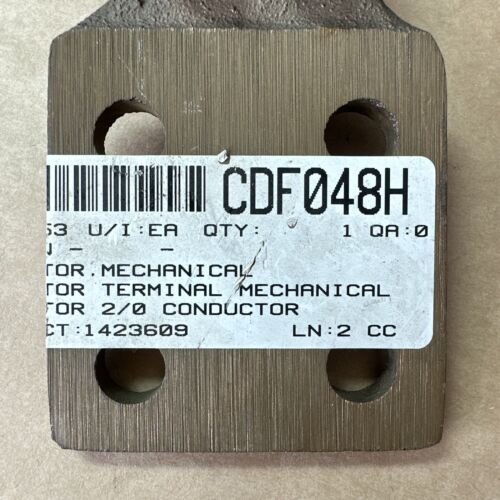 CDF048H
53 U/I:EA QTY: 1 QA:0
- -
TOR.MECHANICAL
TOR TERMINAL MECHANICAL
FOR 2/0 CONDUCTOR
CT:1423609 LN:2 CC